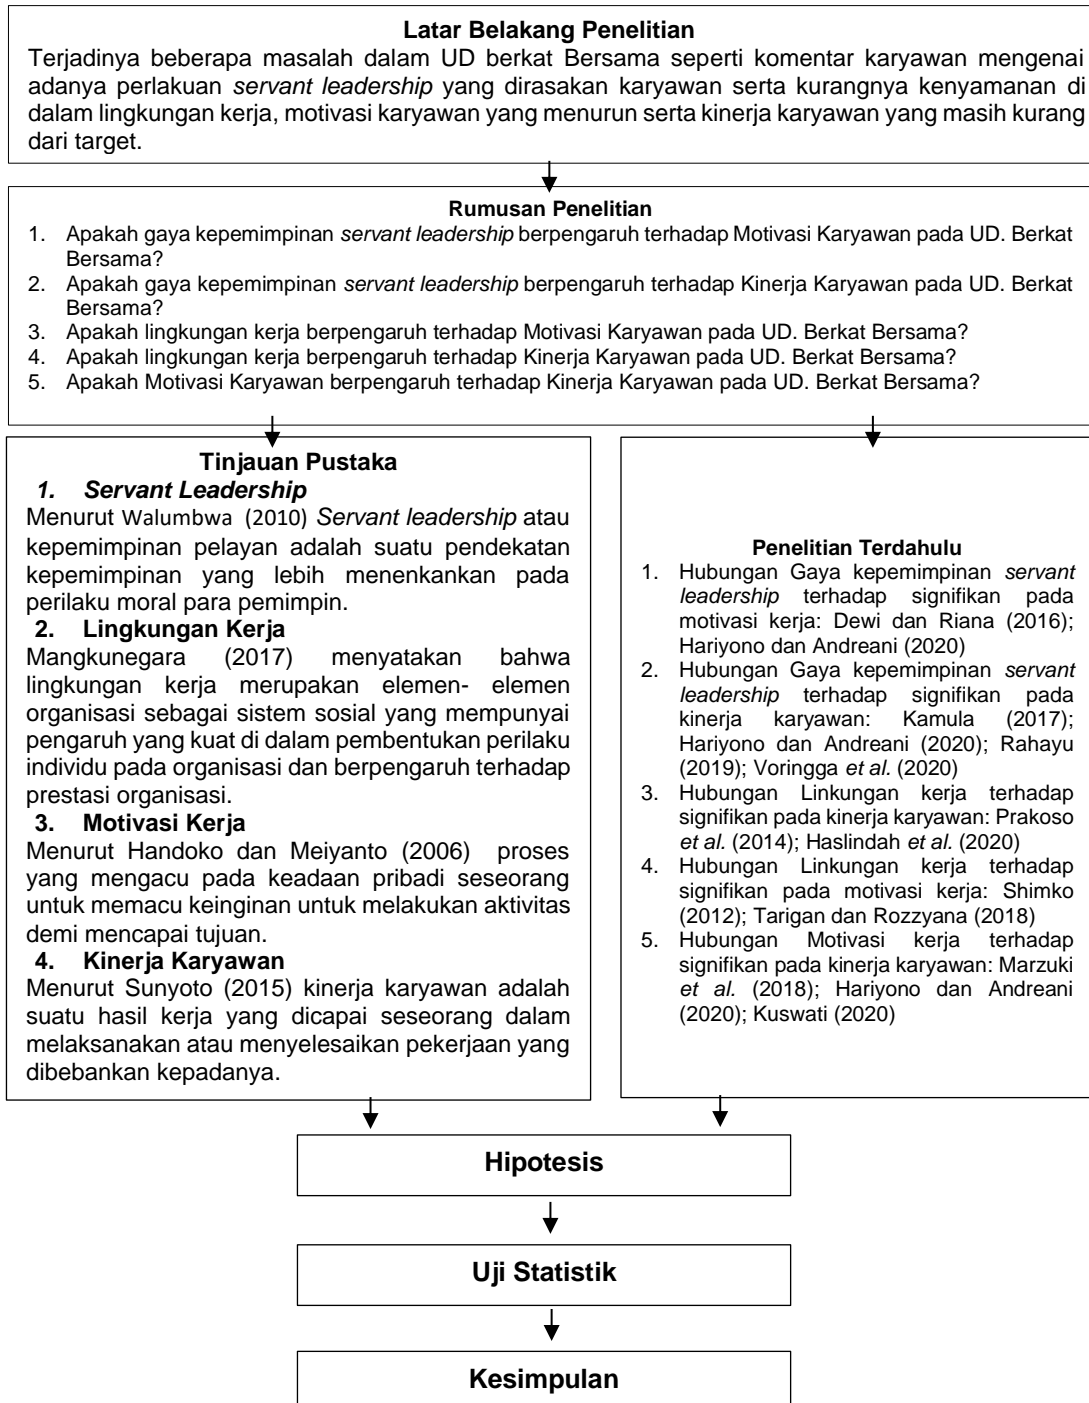 Latar Belakang Penelitian
Terjadinya beberapa masalah dalam UD berkat Bersama seperti komentar karyawan mengenai
adanya perlakuan servant leadership yang dirasakan karyawan serta kurangnya kenyamanan di
dalam lingkungan kerja, motivasi karyawan yang menurun serta kinerja karyawan yang masih kurang
dari target.
Rumusan Penelitian
1. Apakah gaya kepemimpinan servant leadership berpengaruh terhadap Motivasi Karyawan pada UD. Berkat
Bersama?
2. Apakah gaya kepemimpinan servant leadership berpengaruh terhadap Kinerja Karyawan pada UD. Berkat
Bersama?
3. Apakah lingkungan kerja berpengaruh terhadap Motivasi Karyawan pada UD. Berkat Bersama?
4. Apakah lingkungan kerja berpengaruh terhadap Kinerja Karyawan pada UD. Berkat Bersama?
5. Apakah Motivasi Karyawan berpengaruh terhadap Kinerja Karyawan pada UD. Berkat Bersama?
Tinjauan Pustaka
1. Servant Leadership
Menurut Walumbwa (2010) Servant leadership atau
kepemimpinan pelayan adalah suatu pendekatan
kepemimpinan yang lebih menenkankan pada
perilaku moral para pemimpin.
2. Lingkungan Kerja
Mangkunegara (2017) menyatakan bahwa
lingkungan kerja merupakan elemen- elemen
organisasi sebagai sistem sosial yang mempunyai
pengaruh yang kuat di dalam pembentukan perilaku
individu pada organisasi dan berpengaruh terhadap
prestasi organisasi.
3. Motivasi Kerja
Menurut Handoko dan Meiyanto (2006) proses
yang mengacu pada keadaan pribadi seseorang
untuk memacu keinginan untuk melakukan aktivitas
demi mencapai tujuan.
4. Kinerja Karyawan
Menurut Sunyoto (2015) kinerja karyawan adalah
suatu hasil kerja yang dicapai seseorang dalam
melaksanakan atau menyelesaikan pekerjaan yang
dibebankan kepadanya.
Penelitian Terdahulu
1. Hubungan Gaya kepemimpinan servant
leadership terhadap signifikan pada
motivasi kerja: Dewi dan Riana (2016);
Hariyono dan Andreani (2020)
2. Hubungan Gaya kepemimpinan servant
leadership terhadap signifikan pada
kinerja karyawan: Kamula (2017);
Hariyono dan Andreani (2020); Rahayu
(2019); Voringga et al. (2020)
3. Hubungan Linkungan kerja terhadap
signifikan pada kinerja karyawan: Prakoso
et al. (2014); Haslindah et al. (2020)
4. Hubungan Linkungan kerja terhadap
signifikan pada motivasi kerja: Shimko
(2012); Tarigan dan Rozzyana (2018)
5. Hubungan Motivasi kerja terhadap
signifikan pada kinerja karyawan: Marzuki
et al. (2018); Hariyono dan Andreani
(2020); Kuswati (2020)
Hipotesis
Uji Statistik
Kesimpulan